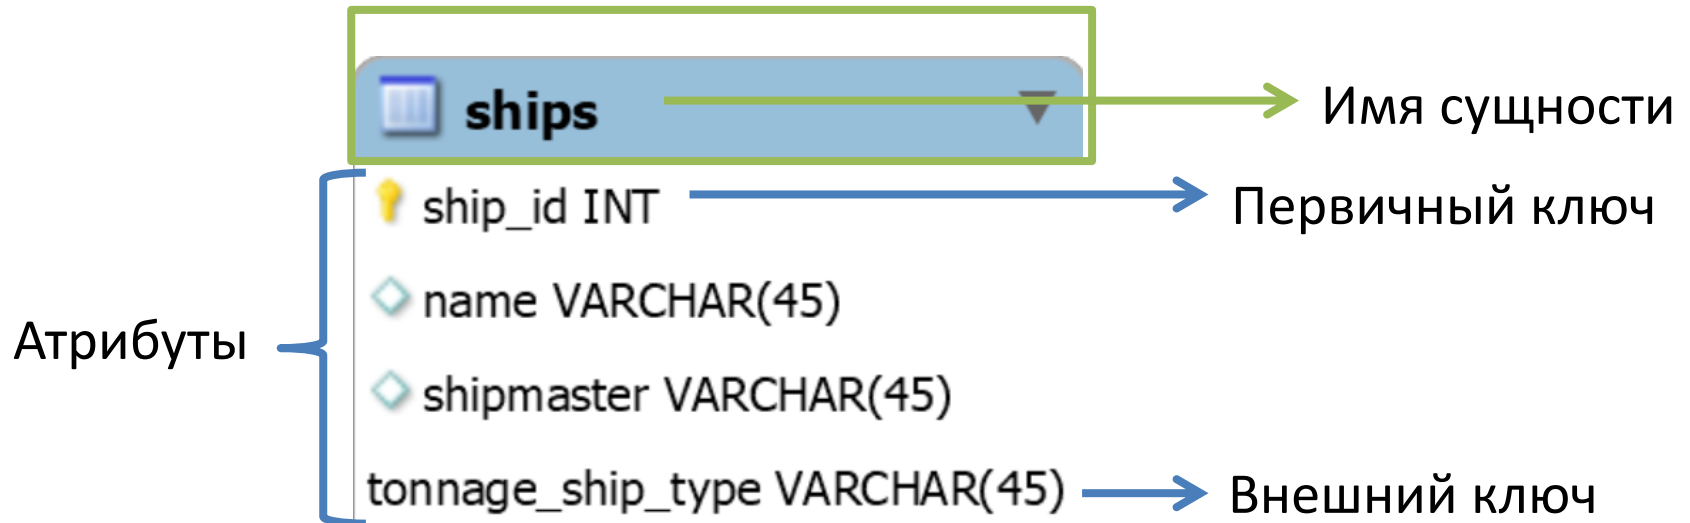 ships
Имя сущности
ship_id INT
Первичный ключ
name VARCHAR(45)
Атрибуты
shipmaster VARCHAR(45)
tonnage_ship_type VARCHAR(45)
Внешний ключ